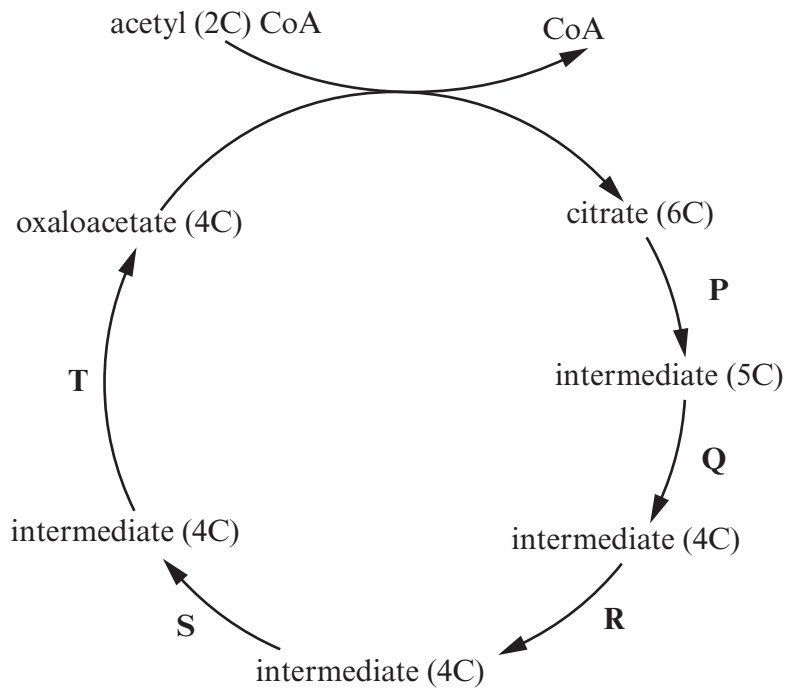 acetyl (2C) CoA
CoA
oxaloacetate (4C)
citrate (6C)
P
intermediate (5C)
T
Q
intermediate (4C)
intermediate (4C)
S
R
intermediate (4C)